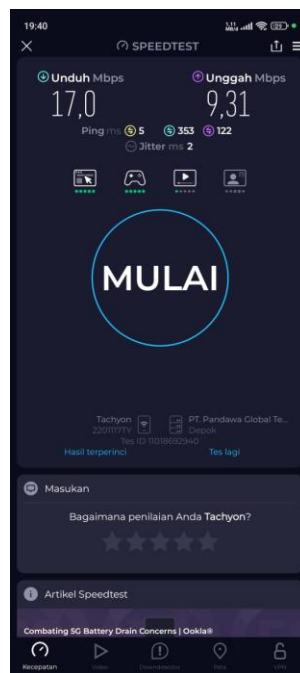 19:40
SPEEDTEST
Unduh Mbps
Unggah Mbps
17,0
9,31
Ping ms 5 353 122
Jitter ms 2
MULAI
Tachyon
2201117TY
PT. Pandawa Global Te...
Depok
Tes ID 11018692940
Hasil terperinci
Tes lagi
Masukan
Bagaimana penilaian Anda Tachyon?
Artikel Speedtest
Combating 5G Battery Drain Concerns | Ookla®
Kecepatan
Video
Downdetector
Peta
VPN